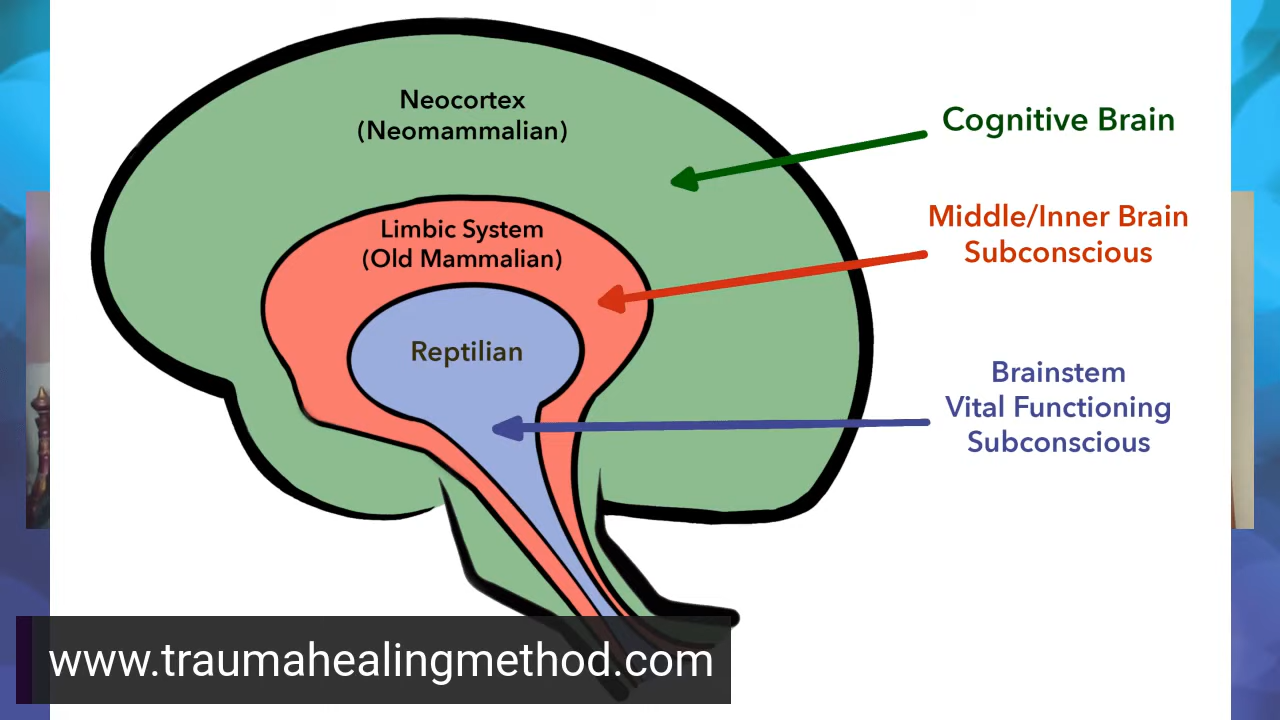 Neocortex
(Neomammalian)
Cognitive Brain
Limbic System
(Old Mammalian)
Middle/Inner Brain
Subconscious
Reptilian
Brainstem
Vital Functioning
Subconscious
www.traumahealingmethod.com